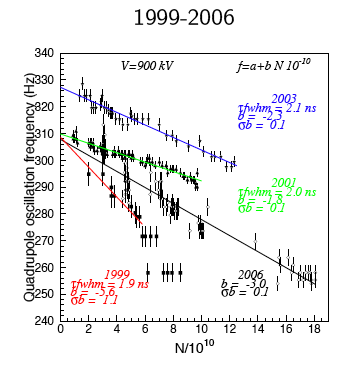 1999-2006
V=900 kV
f=a+b N 10^-10
Quadrupole oscillation frequency (Hz)
340
330
320
310
300
290
280
270
260
250
240
2003
τfwhm = 2.1 ns
b = -2.3
σb = 0.1
2001
τfwhm = 2.0 ns
b = -1.8
σb = 0.1
1999
τfwhm = 1.9 ns
b = -5.6
σb = 1.1
2006
b = -3.0
σb = 0.1
0 2 4 6 8 10 12 14 16 18
N/10^10